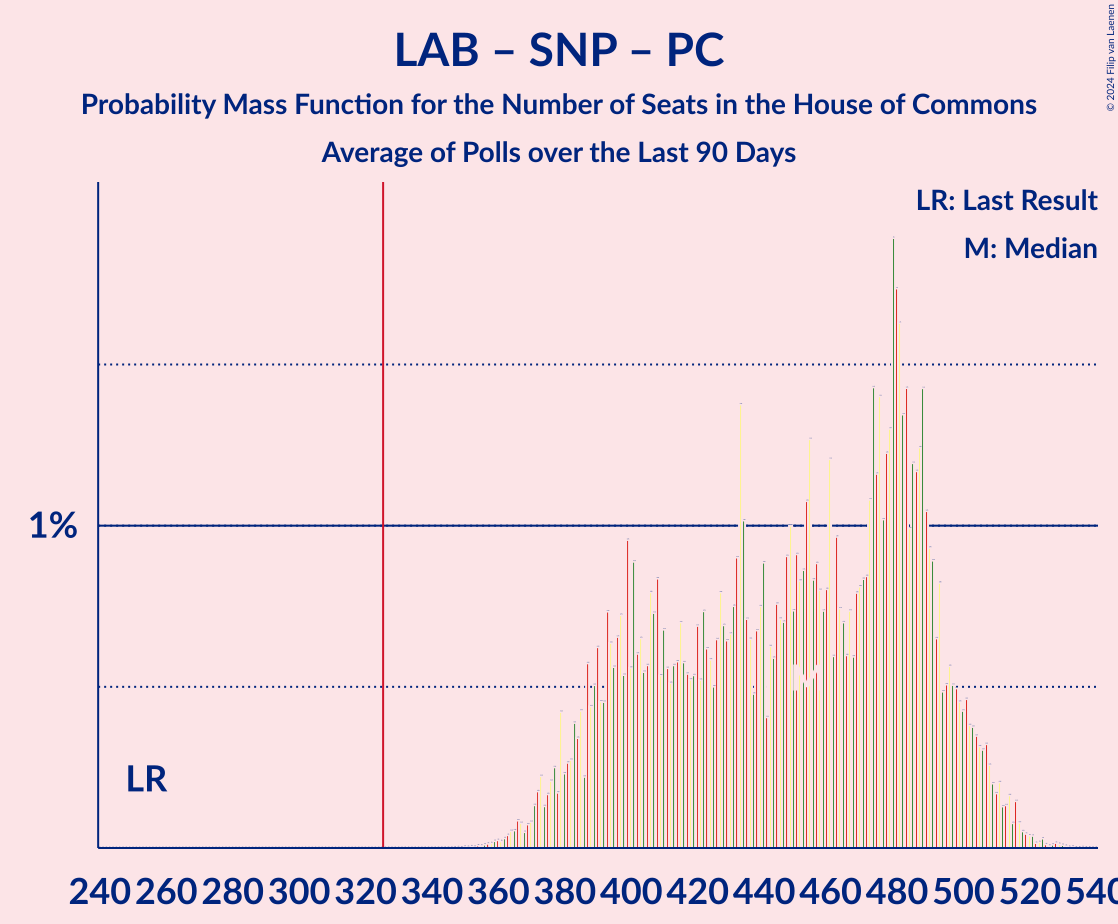 LAB – SNP – PC
Probability Mass Function for the Number of Seats in the House of Commons
Average of Polls over the Last 90 Days
© 2024 Filip van Laenen
LR: Last Result
M: Median
1%
LR
M
240 260 280 300 320 340 360 380 400 420 440 460 480 500 520 540